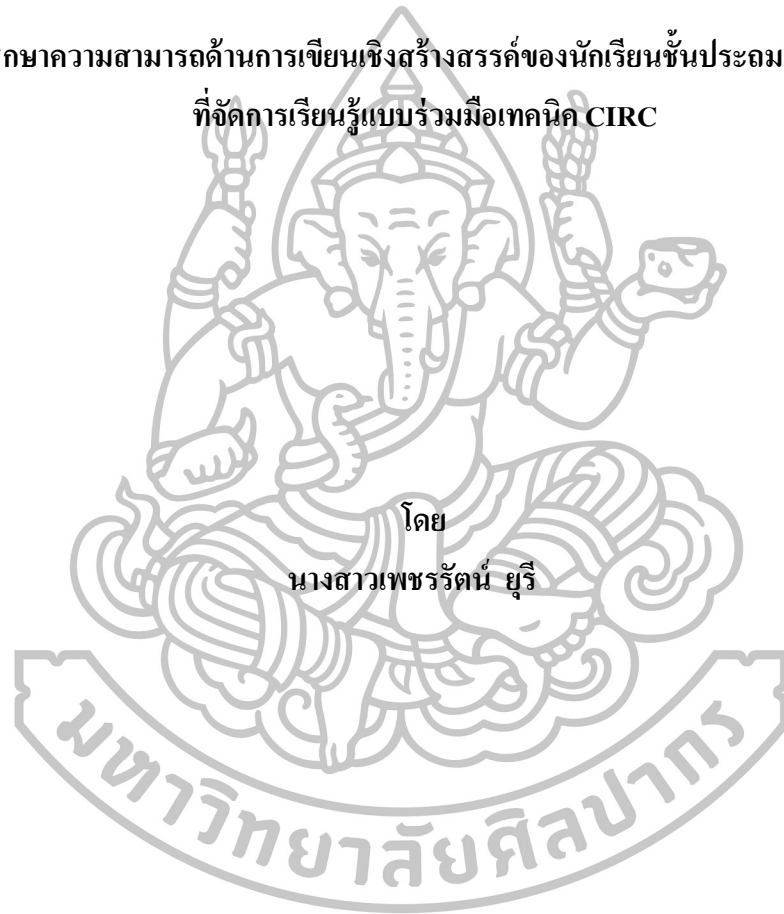 กษาความสามารถด้านการเขียนเชิงสร้างสรรค์ของนักเรียนชั้นประถม
ที่จัดการเรียนรู้แบบร่วมมือเทคนิค CIRC
โดย
นางสาวเพชรรัตน์ ยุรี
มหาวิทยาลัยศิลปากร